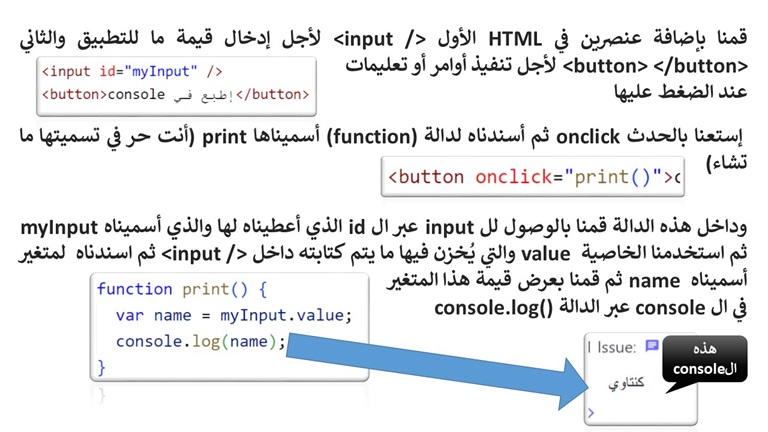 قمنا بإضافة عنصرين في HTML الأول <input /> لأجل إدخال قيمة ما للتطبيق والثاني
<button> </button> لأجل تنفيذ أوامر أو تعليمات
عند الضغط عليها
<input id="myInput" />
<button>إطبع في console</button>
إستعنا بالحدث onclick ثم أسندناه لدالة (function) أسميناها print (أنت حر في تسميتها ما
تشاء)
<button onclick="print()">c
وداخل هذه الدالة قمنا بالوصول لل input عبر ال id الذي أعطيناه لها والذي أسميناه myInput
ثم استخدمنا الخاصية value والتي يُخزن فيها ما يتم كتابته داخل <input /> ثم اسندناه لمتغير
أسميناه name ثم قمنا بعرض قيمة هذا المتغير
في ال console عبر الدالة console.log()
function print() {
var name = myInput.value;
console.log(name);
}
l Issue:
هذه
الconsole
كنتاوي
>